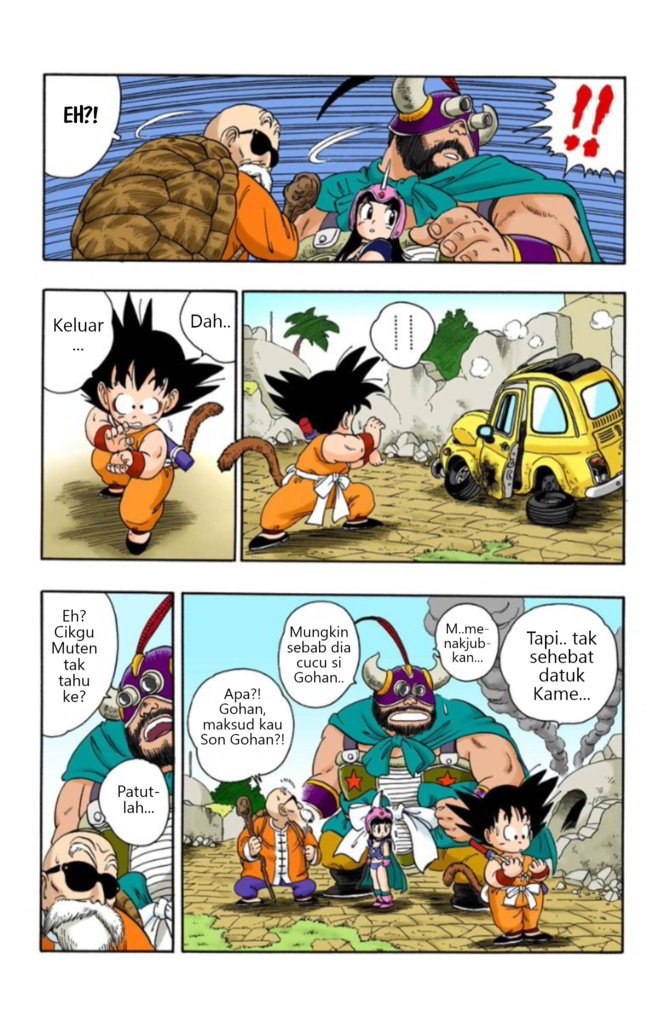 EH?!
!!
Keluar
...
Dah..
Eh?
Cikgu
Muten
tak
tahu
ke?
Patut-
lah...
Apa?!
Gohan,
maksud kau
Son Gohan?!
Mungkin
sebab dia
cucu si
Gohan..
M..me-
nakjub-
kan...
Tapi.. tak
sehebat
datuk
Kame...